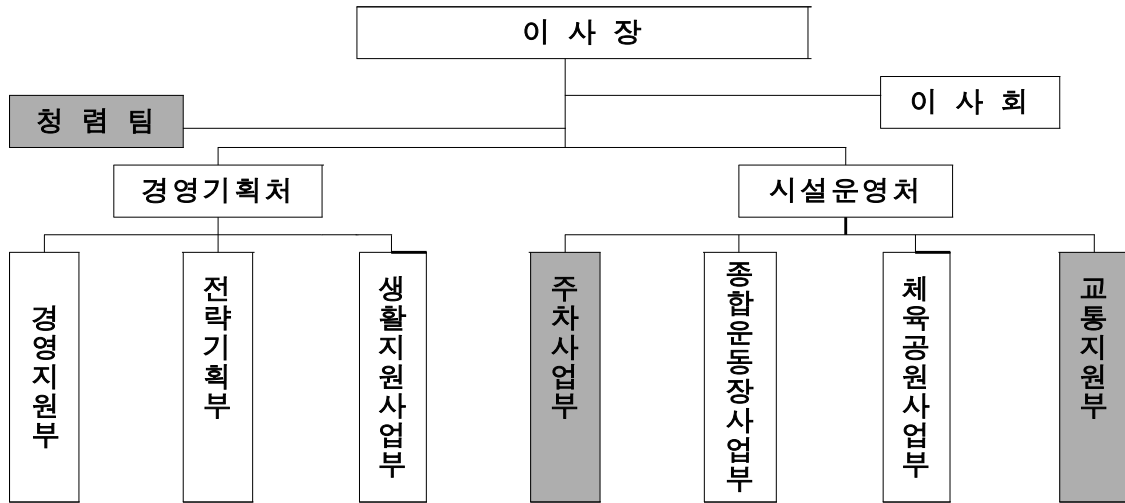 이 사 장
이 사 회
청 렴 팀
경영기획처
시설운영처
경영지원부
전략기획부
생활지원사업부
주차사업부
종합운동장사업부
체육공원사업부
교통지원부